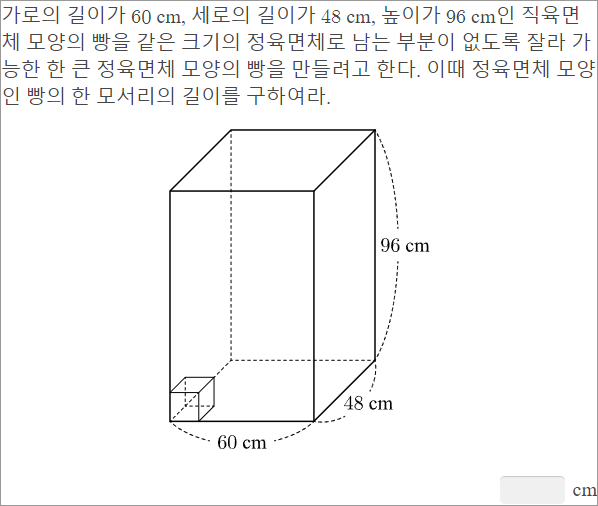 가로의 길이가 60 cm, 세로의 길이가 48 cm, 높이가 96 cm인 직육면
체 모양의 빵을 같은 크기의 정육면체로 남는 부분이 없도록 잘라 가
능한 한 큰 정육면체 모양의 빵을 만들려고 한다. 이때 정육면체 모양
인 빵의 한 모서리의 길이를 구하여라.
96 cm
48 cm
60 cm
cm